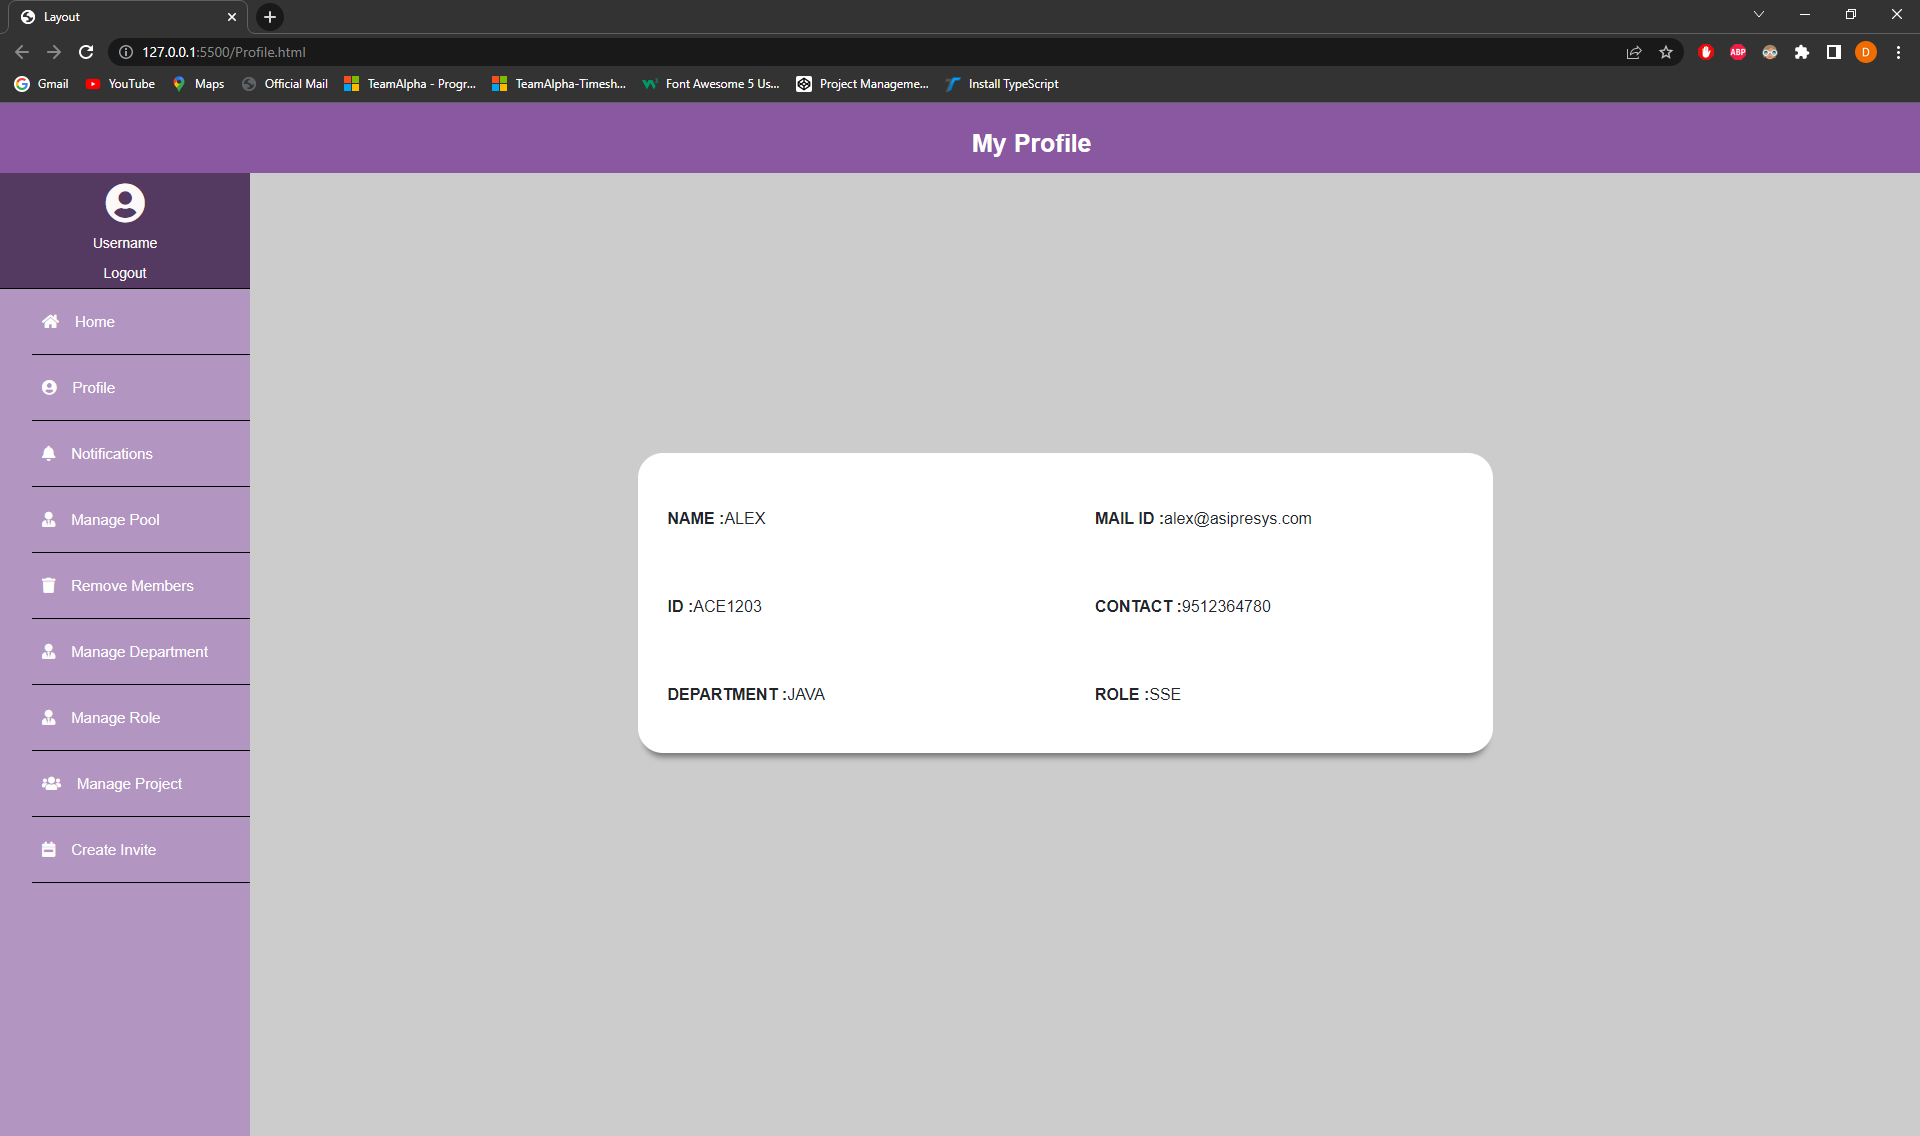 Layout
127.0.0.1:5500/Profile.html
ABP
D
Gmail YouTube Maps Official Mail TeamAlpha - Progr... TeamAlpha-Timesh... Font Awesome 5 Us... Project Manageme... Install TypeScript
My Profile
Username
Logout
Home
Profile
Notifications
Manage Pool
Remove Members
Manage Department
Manage Role
Manage Project
Create Invite
NAME :ALEX MAIL ID :alex@asipresys.com
ID :ACE1203 CONTACT :9512364780
DEPARTMENT :JAVA ROLE :SSE